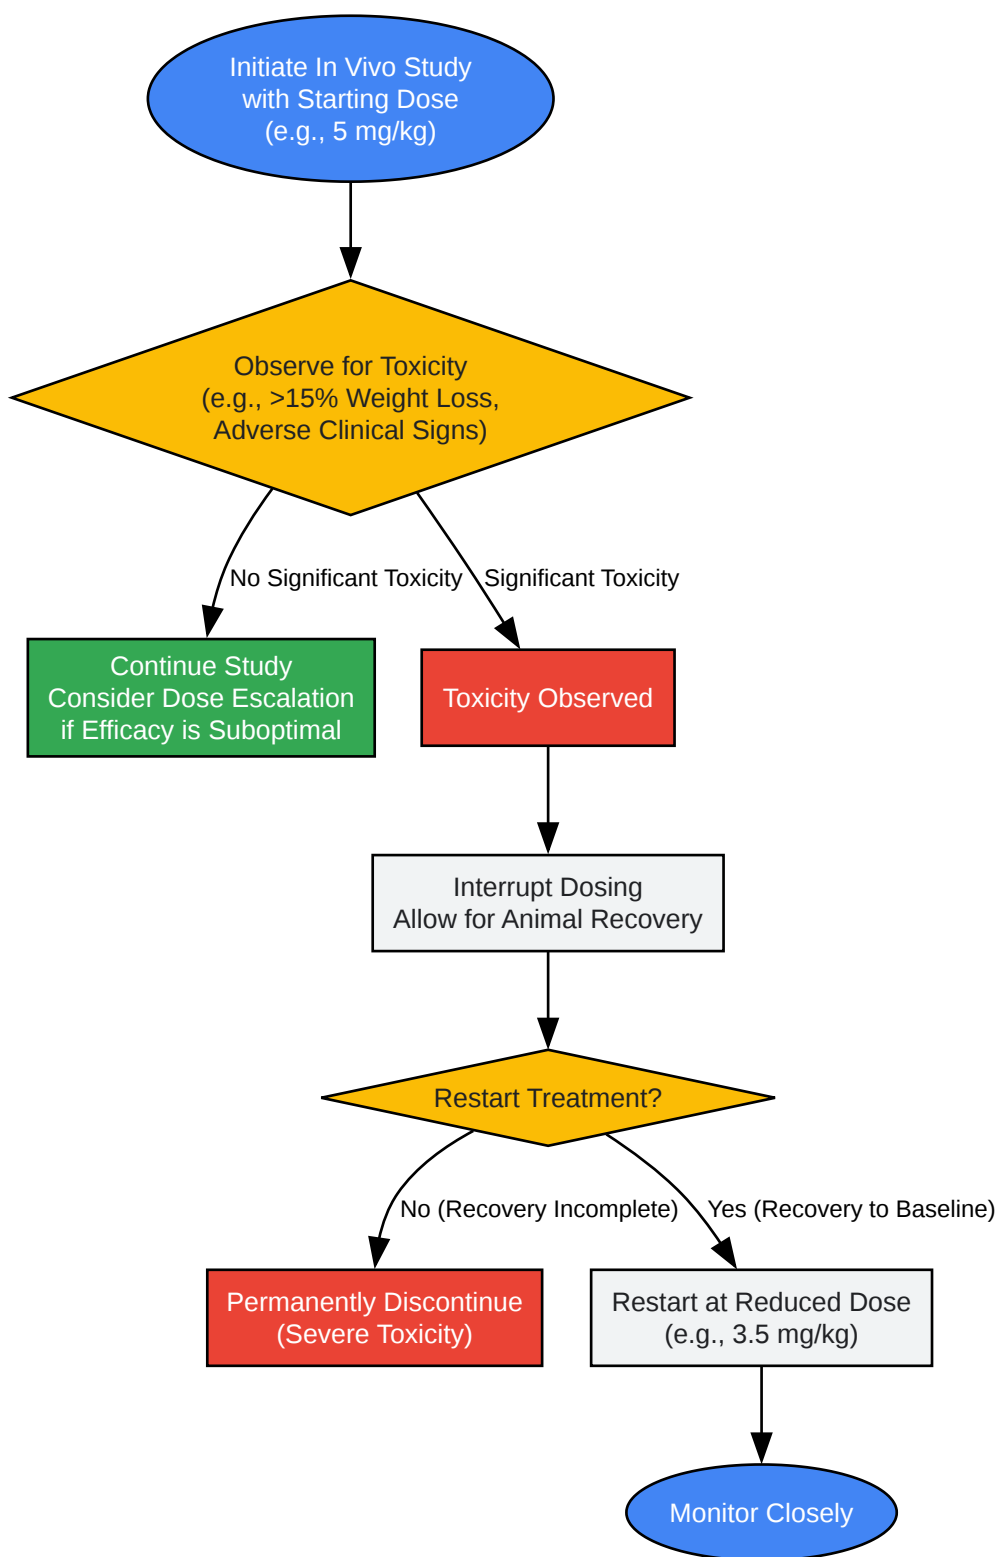 Initiate In Vivo Study
with Starting Dose
(e.g., 5 mg/kg)
Observe for Toxicity
(e.g., >15% Weight Loss,
Adverse Clinical Signs)
No Significant Toxicity
Significant Toxicity
Continue Study
Consider Dose Escalation
if Efficacy is Suboptimal
Toxicity Observed
Interrupt Dosing
Allow for Animal Recovery
Restart Treatment?
No (Recovery Incomplete)
Yes (Recovery to Baseline)
Permanently Discontinue
(Severe Toxicity)
Restart at Reduced Dose
(e.g., 3.5 mg/kg)
Monitor Closely